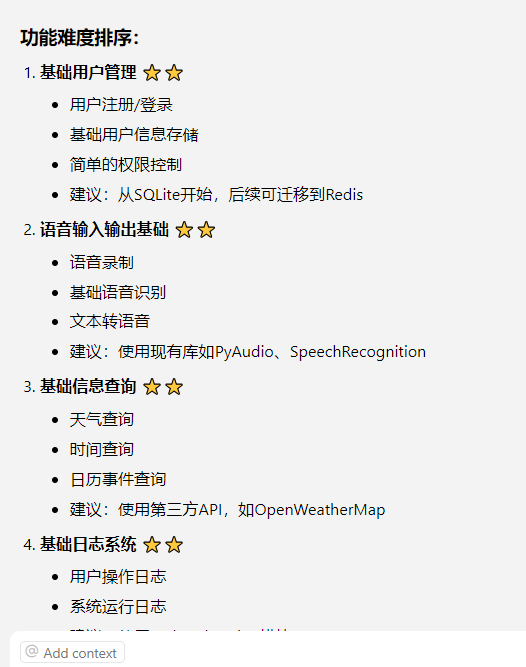 功能难度排序：
1. 基础用户管理 ⭐⭐
• 用户注册/登录
• 基础用户信息存储
• 简单的权限控制
• 建议：从SQLite开始，后续可迁移到Redis
2. 语音输入输出基础 ⭐⭐
• 语音录制
• 基础语音识别
• 文本转语音
• 建议：使用现有库如PyAudio、SpeechRecognition
3. 基础信息查询 ⭐⭐
• 天气查询
• 时间查询
• 日历事件查询
• 建议：使用第三方API，如OpenWeatherMap
4. 基础日志系统 ⭐⭐
• 用户操作日志
• 系统运行日志
@ Add context